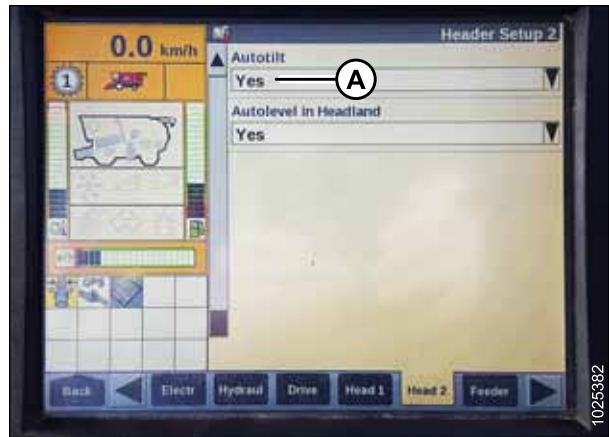 0.0 km/h
Header Setup 2
1
Autotilt
Yes
A
Autolevel in Headland
Yes
Back
Electr
Hydraul
Drive
Head 1
Head 2
Feeder
1025382